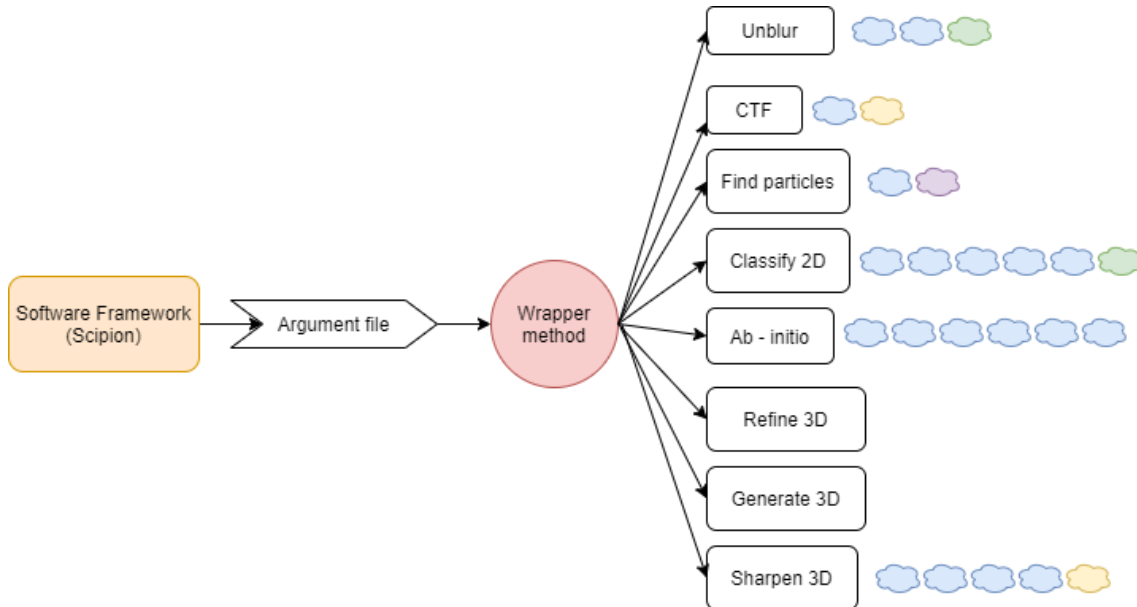 Unblur
CTF
Find particles
Classify 2D
Software Framework
(Scipion)
Argument file
Wrapper
method
Ab - initio
Refine 3D
Generate 3D
Sharpen 3D